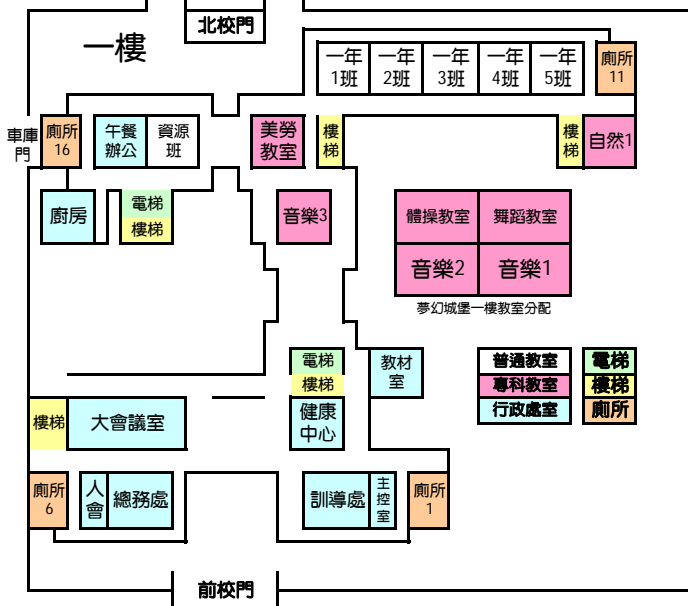 北校門
一樓
一年
1班
一年
2班
一年
3班
一年
4班
一年
5班
廁所
11
車庫
門
廁所
16
午餐
辦公
資源
班
美勞
教室
樓
梯
樓
梯
自然1
廚房
電梯
樓梯
音樂3
體操教室
舞蹈教室
音樂2
音樂1
夢幻城堡一樓教室分配
電梯
樓梯
教材
室
普通教室
電梯
專科教室
樓梯
行政處室
廁所
樓梯
大會議室
健康
中心
廁所
6
人
會
總務處
訓導處
主
控
室
廁所
1
前校門